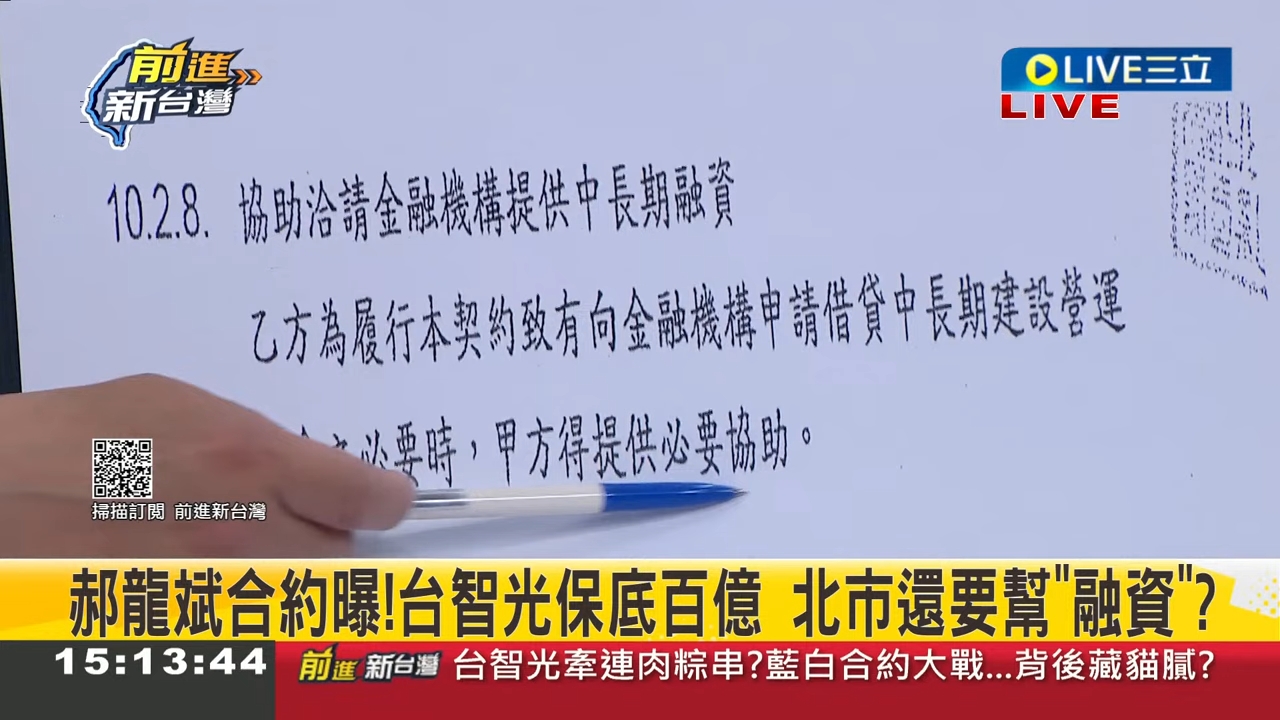 前進
新台灣
LIVE三立
LIVE
10.2.8. 協助洽請金融機構提供中長期融資
乙方為履行本契約致有向金融機構申請借貸中長期建設營運
必要時，甲方得提供必要協助。
掃描訂閱 前進新台灣
郝龍斌合約曝!台智光保底百億 北市還要幫"融資"?
15:13:44
前進新台灣
台智光牽連肉粽串?藍白合約大戰...背後藏貓膩?